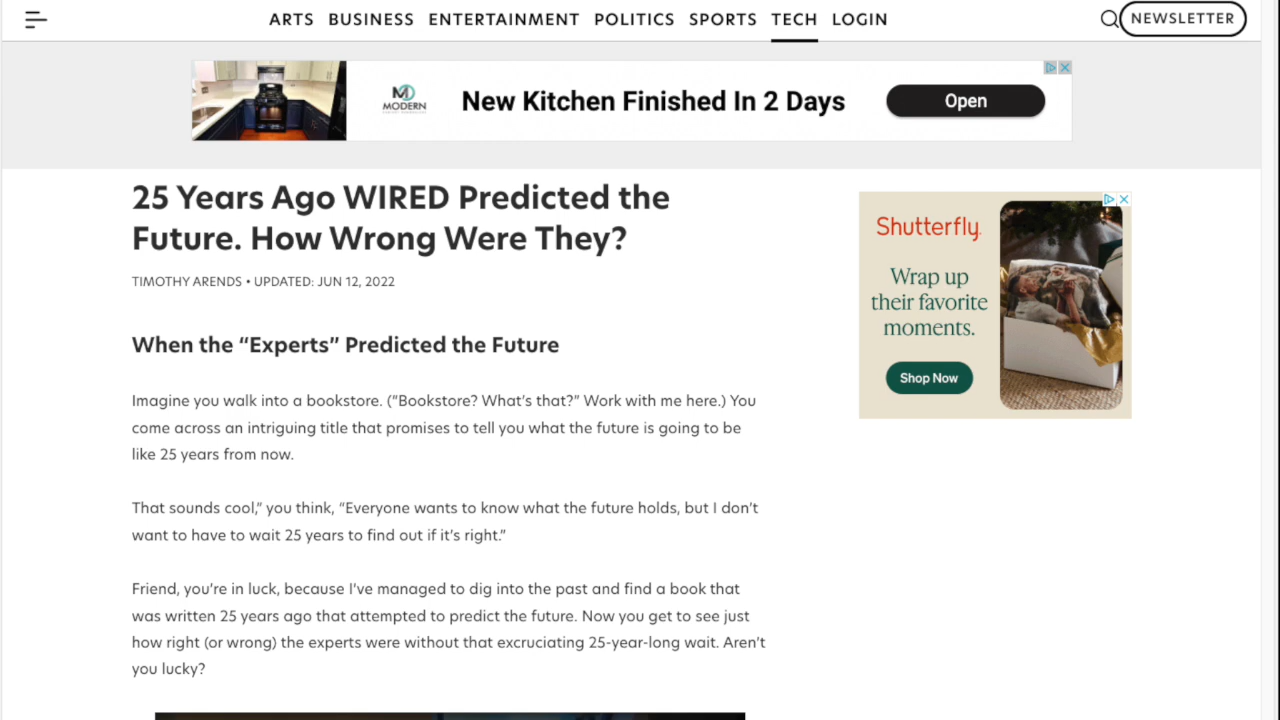 ARTS BUSINESS ENTERTAINMENT POLITICS SPORTS TECH LOGIN NEWSLETTER
MODERN
New Kitchen Finished In 2 Days
Open
25 Years Ago WIRED Predicted the
Future. How Wrong Were They?
TIMOTHY ARENDS • UPDATED: JUN 12, 2022
When the “Experts” Predicted the Future
Imagine you walk into a bookstore. (“Bookstore? What’s that?” Work with me here.) You
come across an intriguing title that promises to tell you what the future is going to be
like 25 years from now.
That sounds cool,” you think, “Everyone wants to know what the future holds, but I don’t
want to have to wait 25 years to find out if it’s right.”
Friend, you’re in luck, because I’ve managed to dig into the past and find a book that
was written 25 years ago that attempted to predict the future. Now you get to see just
how right (or wrong) the experts were without that excruciating 25-year-long wait. Aren’t
you lucky?
Shutterfly.
Wrap up
their favorite
moments.
Shop Now